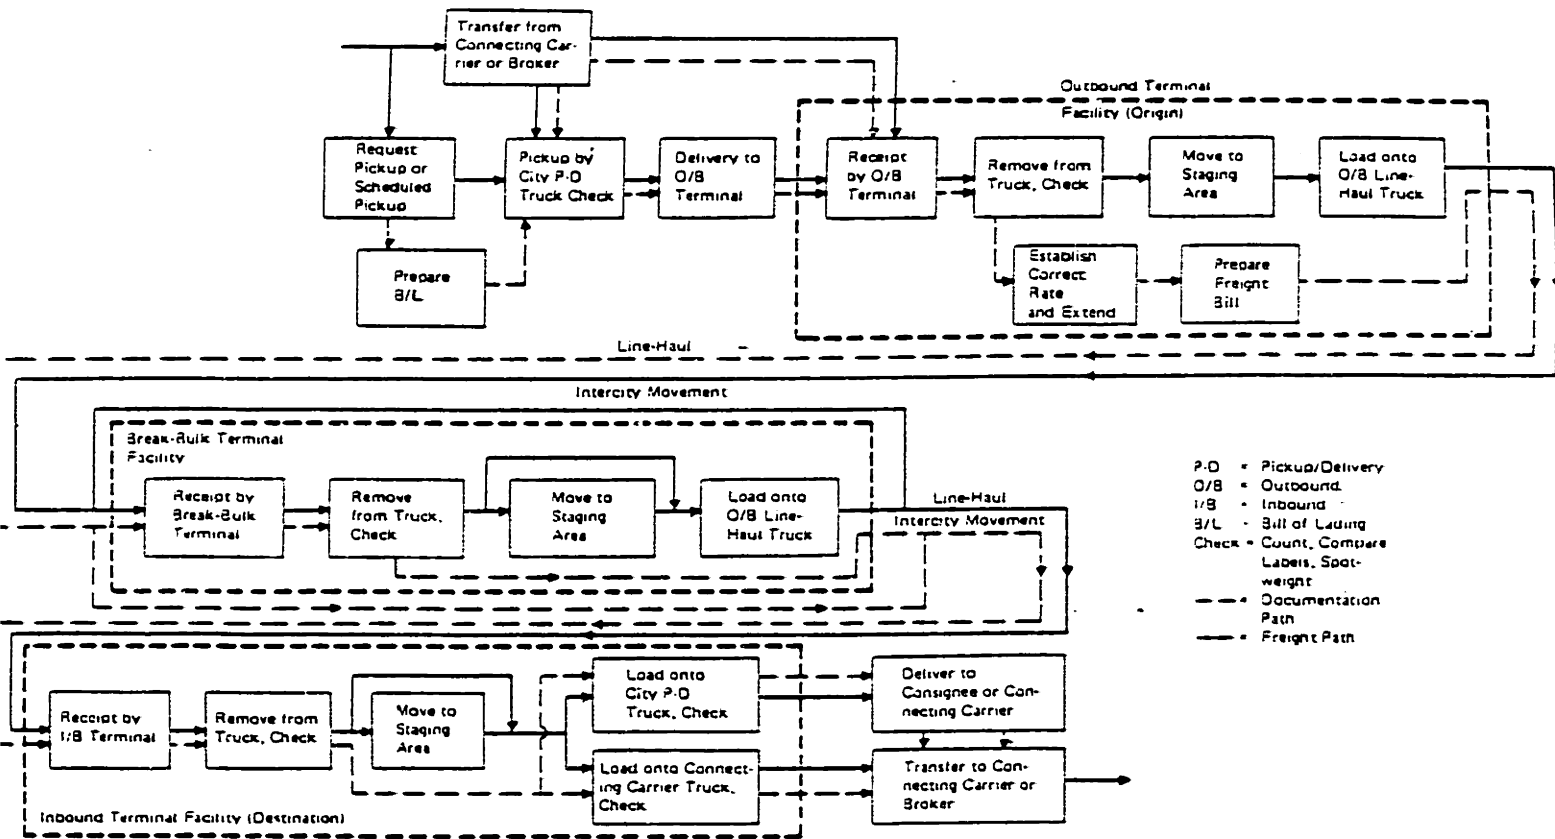 Transfer from
Connecting Car-
rier or Broker
Outbound Terminal
Facility (Origin)
Request
Pickup or
Scheduled
Pickup
Pickup by
City P-D
Truck Check
Delivery to
O/B
Terminal
Receipt
by O/B
Terminal
Remove from
Truck, Check
Move to
Staging
Area
Load onto
O/B Line-
Haul Truck
Prepare
B/L
Establish
Correct
Rate
and Extend
Prepare
Freight
Bill
Line-Haul
Intercity Movement
Break-Bulk Terminal
Facility
Receipt by
Break-Bulk
Terminal
Remove
from Truck,
Check
Move to
Staging
Area
Load onto
O/B Line-
Haul Truck
Line-Haul
Intercity Movement
P-D = Pickup/Delivery
O/B = Outbound
I/B = Inbound
B/L - Bill of Lading
Check = Count, Compare
Labels, Spot-
weight
= Documentation
Path
= Freight Path
Receipt by
I/B Terminal
Remove from
Truck, Check
Move to
Staging
Area
Load onto
City P-D
Truck, Check
Deliver to
Consignee or Con-
necting Carrier
Load onto Connect-
ing Carrier Truck,
Check
Transfer to Con-
necting Carrier or
Broker
Inbound Terminal Facility (Destination)